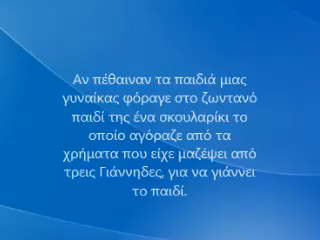 Αν πέθαιναν τα παιδιά μιας
γυναίκας φόραγε στο ζωντανό
παιδί της ένα σκουλαρίκι το
οποίο αγόραζε από τα
χρήματα που είχε μαζέψει από
τρεις Γιάννηδες, για να γιάννει
το παιδί.